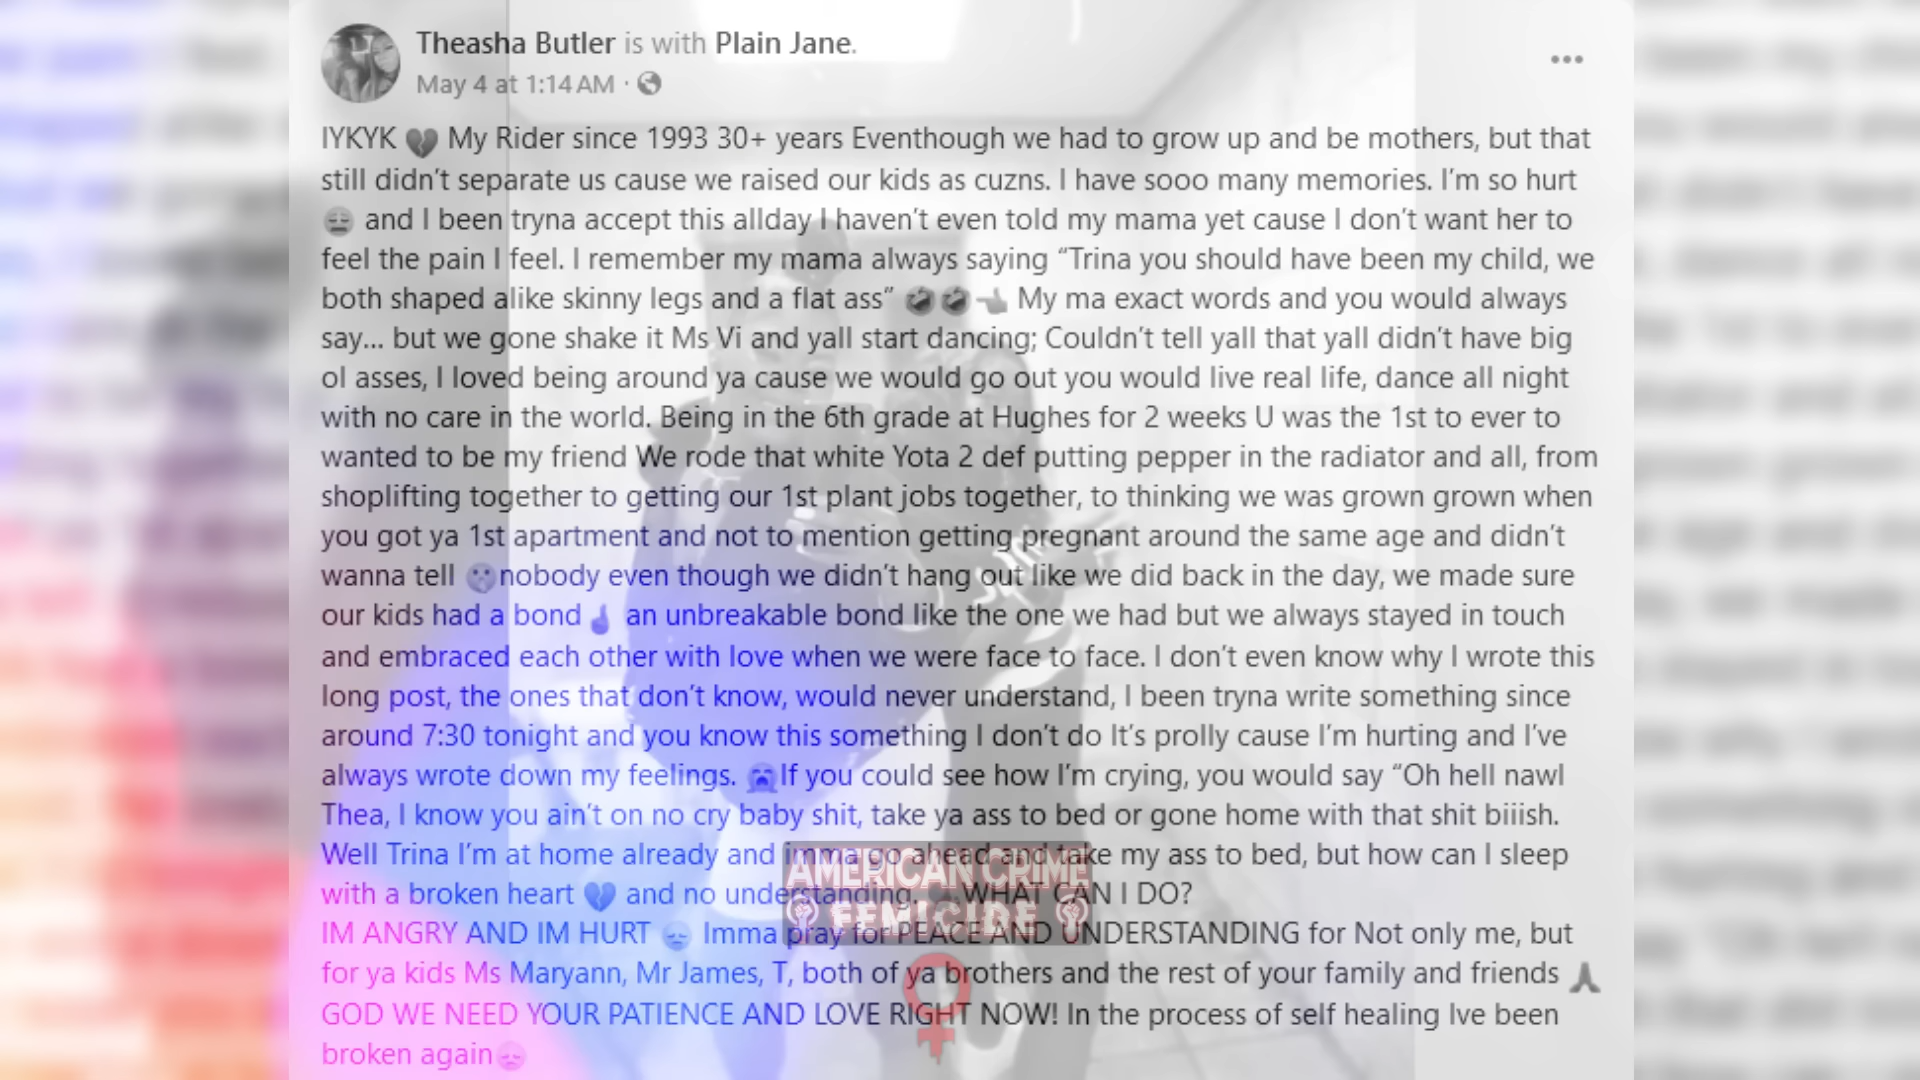 Theasha Butler is with Plain Jane.
May 4 at 1:14 AM ·
IYKYK 💔 My Rider since 1993 30+ years Eventhough we had to grow up and be mothers, but that
still didn't separate us cause we raised our kids as cuzns. I have sooo many memories. I'm so hurt
😑 and I been tryna accept this allday I haven't even told my mama yet cause I don't want her to
feel the pain I feel. I remember my mama always saying “Trina you should have been my child, we
both shaped alike skinny legs and a flat ass” 🤣🤣👈 My ma exact words and you would always
say... but we gone shake it Ms Vi and yall start dancing; Couldn't tell yall that yall didn't have big
ol asses, I loved being around ya cause we would go out you would live real life, dance all night
with no care in the world. Being in the 6th grade at Hughes for 2 weeks U was the 1st to ever to
wanted to be my friend We rode that white Yota 2 def putting pepper in the radiator and all, from
shoplifting together to getting our 1st plant jobs together, to thinking we was grown grown when
you got ya 1st apartment and not to mention getting pregnant around the same age and didn't
wanna tell 🤫nobody even though we didn't hang out like we did back in the day, we made sure
our kids had a bond☝ an unbreakable bond like the one we had but we always stayed in touch
and embraced each other with love when we were face to face. I don't even know why I wrote this
long post, the ones that don't know, would never understand, I been tryna write something since
around 7:30 tonight and you know this something I don't do It's prolly cause I'm hurting and I've
always wrote down my feelings. 😭If you could see how I'm crying, you would say “Oh hell nawl
Thea, I know you ain't on no cry baby shit, take ya ass to bed or gone home with that shit biiish.
Well Trina I'm at home already and imma go ahead and take my ass to bed, but how can I sleep
with a broken heart 💔 and no understanding. WHAT CAN I DO?
IM ANGRY AND IM HURT 😔 Imma pray for PEACE AND UNDERSTANDING for Not only me, but
for ya kids Ms Maryann, Mr James, T, both of ya brothers and the rest of your family and friends 🙏
GOD WE NEED YOUR PATIENCE AND LOVE RIGHT NOW! In the process of self healing Ive been
broken again😔
AMERICAN CRIME
FEMICIDE